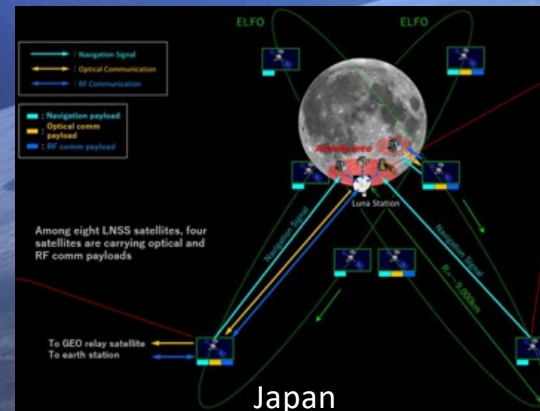 ELFO
ELFO
: Navigation Signal
: Optical Communication
: RF Communication
: Navigation payload
: Optical comm
payload
: RF comm payload
Luna Station
Among eight LNSS satellites, four
satellites are carrying optical and
RF comm payloads
Navigation Signal
Navigation Signal
R=~9,000km
To GEO relay satellite
To earth station
Japan